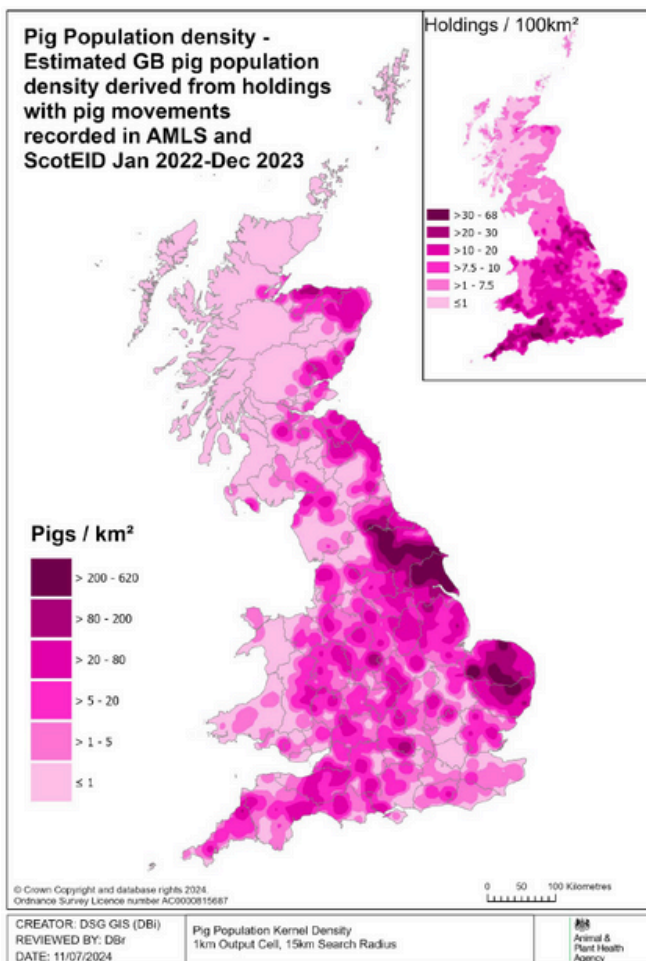 Pig Population density -
Estimated GB pig population
density derived from holdings
with pig movements
recorded in AMLS and
ScotEID Jan 2022-Dec 2023
Holdings / 100km²
>30 - 68
>20 - 30
>10 - 20
>7.5 - 10
>1 - 7.5
≤1
Pigs / km²
> 200 - 620
> 80 - 200
> 20 - 80
> 5 - 20
> 1 - 5
≤ 1
© Crown Copyright and database rights 2024.
Ordnance Survey Licence number AC0000815687
0 50 100 Kilometres
CREATOR: DSG GIS (DBi)
REVIEWED BY: DBr
DATE: 11/07/2024
Pig Population Kernel Density
1km Output Cell, 15km Search Radius
Animal &
Plant Health
Agency